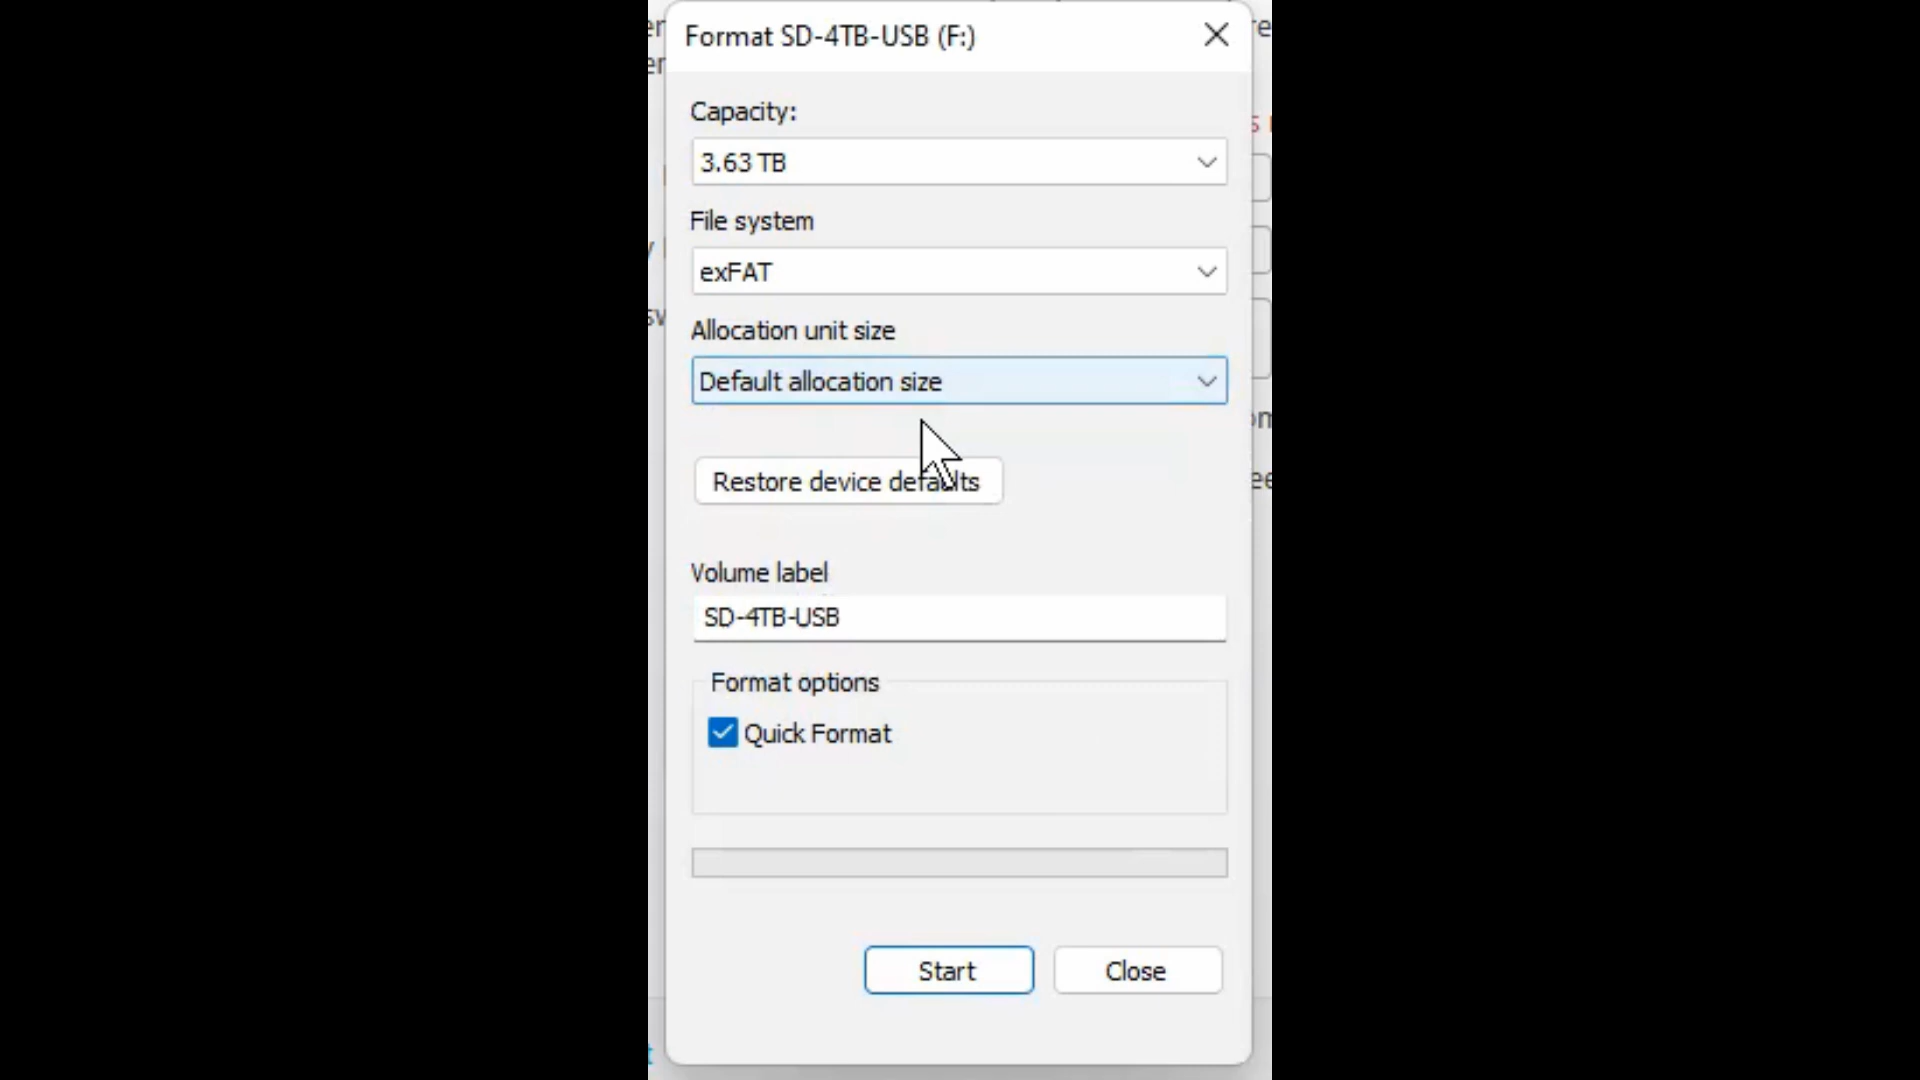 Format SD-4TB-USB (F:)
Capacity:
3.63 TB
File system
exFAT
Allocation unit size
Default allocation size
Restore device defaults
Volume label
SD-4TB-USB
Format options
Quick Format
Start
Close